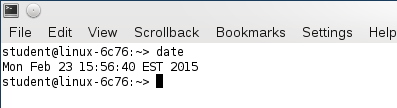 File Edit View Scrollback Bookmarks Settings Help
student@linux-6c76:~> date
Mon Feb 23 15:56:40 EST 2015
student@linux-6c76:~>